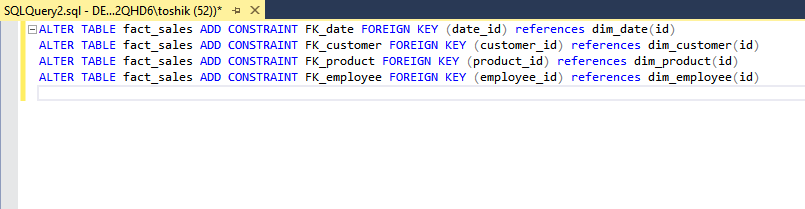 SQLQuery2.sql - DE...2QHD6\toshik (52))*
ALTER TABLE fact_sales ADD CONSTRAINT FK_date FOREIGN KEY (date_id) references dim_date(id)
ALTER TABLE fact_sales ADD CONSTRAINT FK_customer FOREIGN KEY (customer_id) references dim_customer(id)
ALTER TABLE fact_sales ADD CONSTRAINT FK_product FOREIGN KEY (product_id) references dim_product(id)
ALTER TABLE fact_sales ADD CONSTRAINT FK_employee FOREIGN KEY (employee_id) references dim_employee(id)